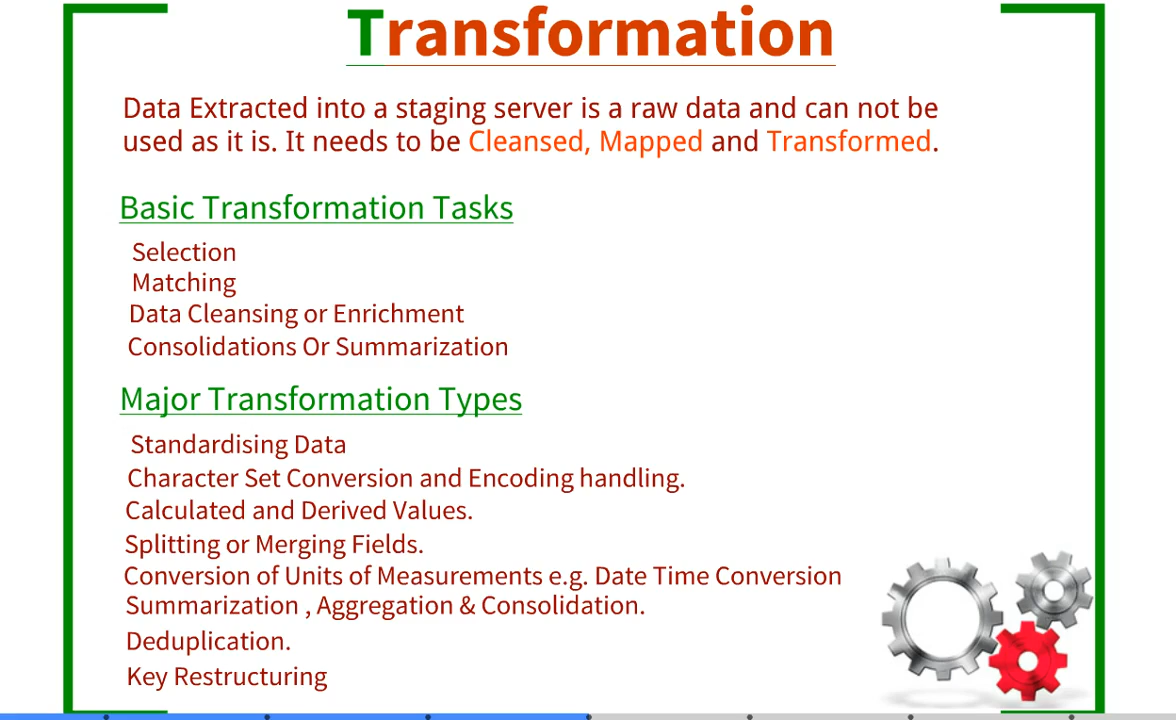 Transformation
Data Extracted into a staging server is a raw data and can not be
used as it is. It needs to be Cleansed, Mapped and Transformed.
Basic Transformation Tasks
Selection
Matching
Data Cleansing or Enrichment
Consolidations Or Summarization
Major Transformation Types
Standardising Data
Character Set Conversion and Encoding handling.
Calculated and Derived Values.
Splitting or Merging Fields.
Conversion of Units of Measurements e.g. Date Time Conversion
Summarization , Aggregation & Consolidation.
Deduplication.
Key Restructuring